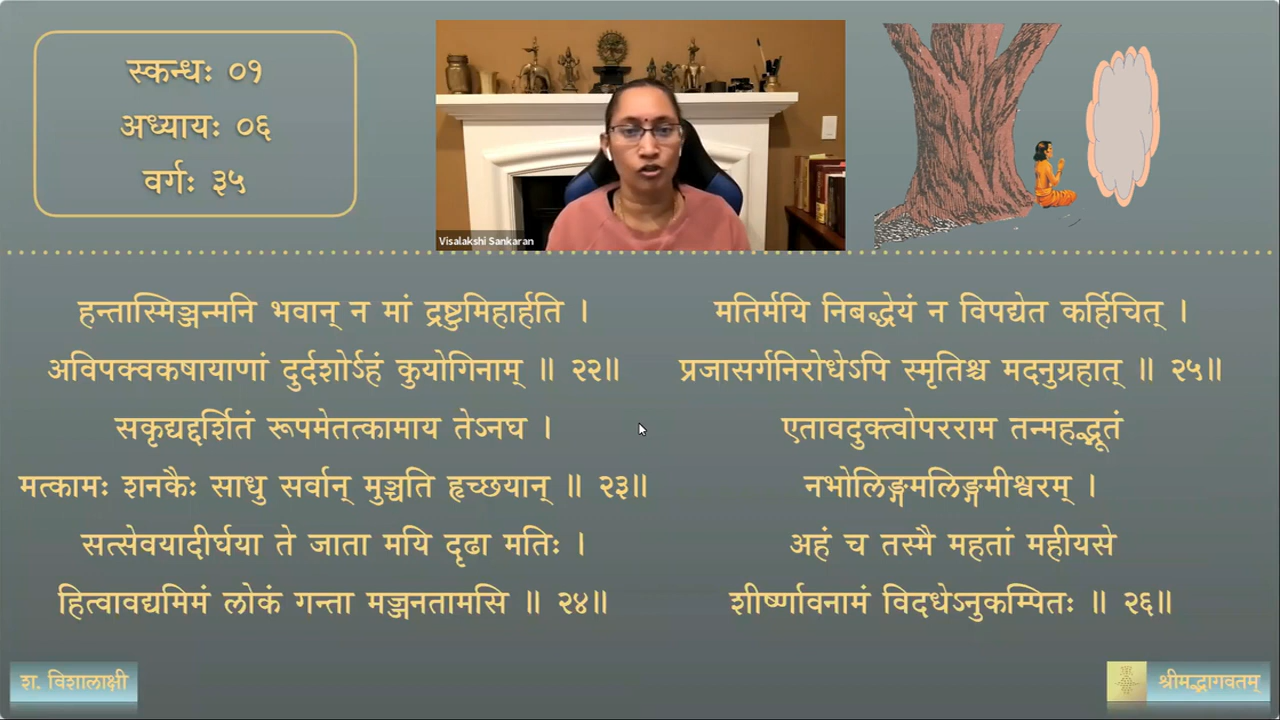 स्कन्धः ०१
अध्यायः ०६
वर्गः ३५
Visalakshi Sankaran
हन्तास्मिञ्जन्मनि भवान् न मां द्रष्टुमिहार्हति ।
अविपक्वकषायाणां दुर्दशोर्ऽहं कुयोगिनाम् ॥ २२॥
सकृद्यद्दर्शितं रूपमेतत्कामाय तेऽनघ ।
मत्कामः शनकैः साधु सर्वान् मुञ्चति हृच्छयान् ॥ २३॥
सत्सेवयादीर्घया ते जाता मयि दृढा मतिः ।
हित्वावद्यमिमं लोकं गन्ता मज्जनतामसि ॥ २४॥
मतिर्मयि निबद्धेयं न विपद्येत कर्हिचित् ।
प्रजासर्गनिरोधेऽपि स्मृतिश्च मदनुग्रहात् ॥ २५॥
एतावदुक्त्वोपरराम तन्महद्भूतं
नभोलिङ्गमलिङ्गमीश्वरम् ।
अहं च तस्मै महतां महीयसे
शीर्ष्णावनामं विदधेऽनुकम्पितः ॥ २६॥
श. विशालाक्षी
श्रीमद्भागवतम्